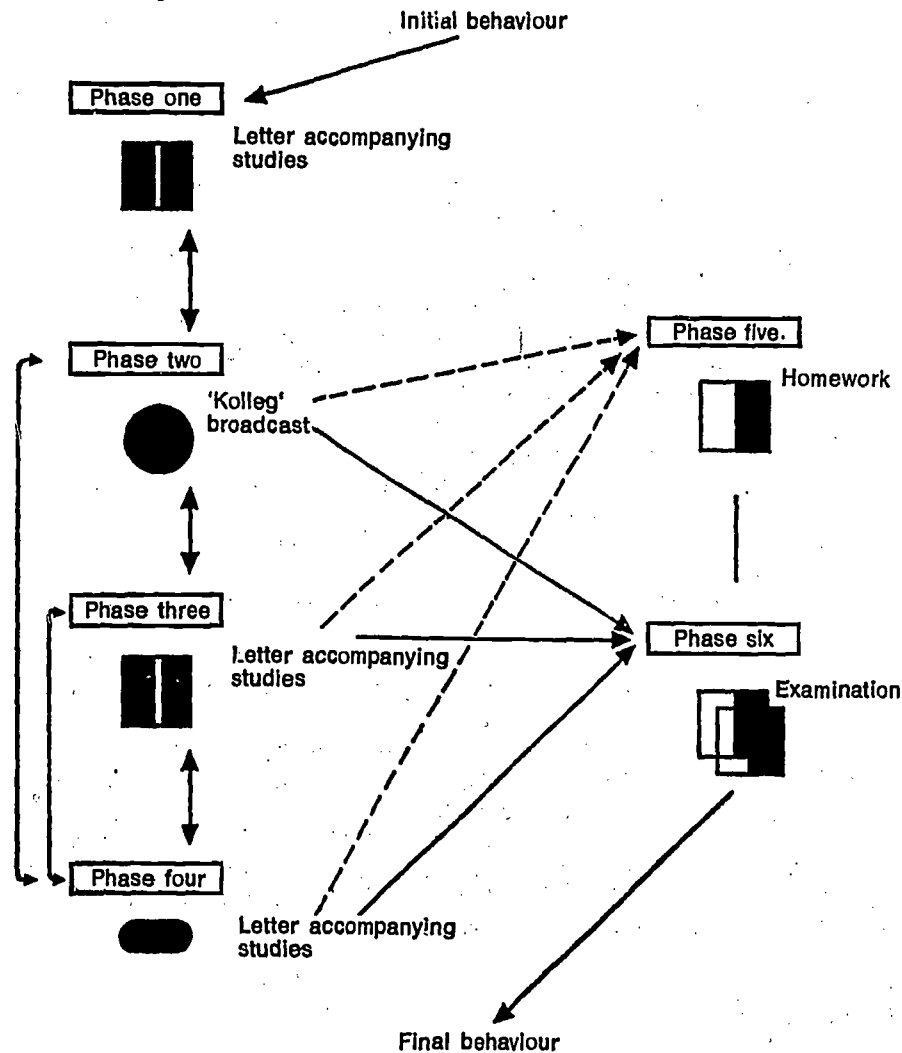 Initial behaviour
Phase one
Letter accompanying
studies
Phase two
'Kolleg'
broadcast
Phase three
Letter accompanying
studies
Phase four
Letter accompanying
studies
Phase five.
Homework
Phase six
Examination
Final behaviour